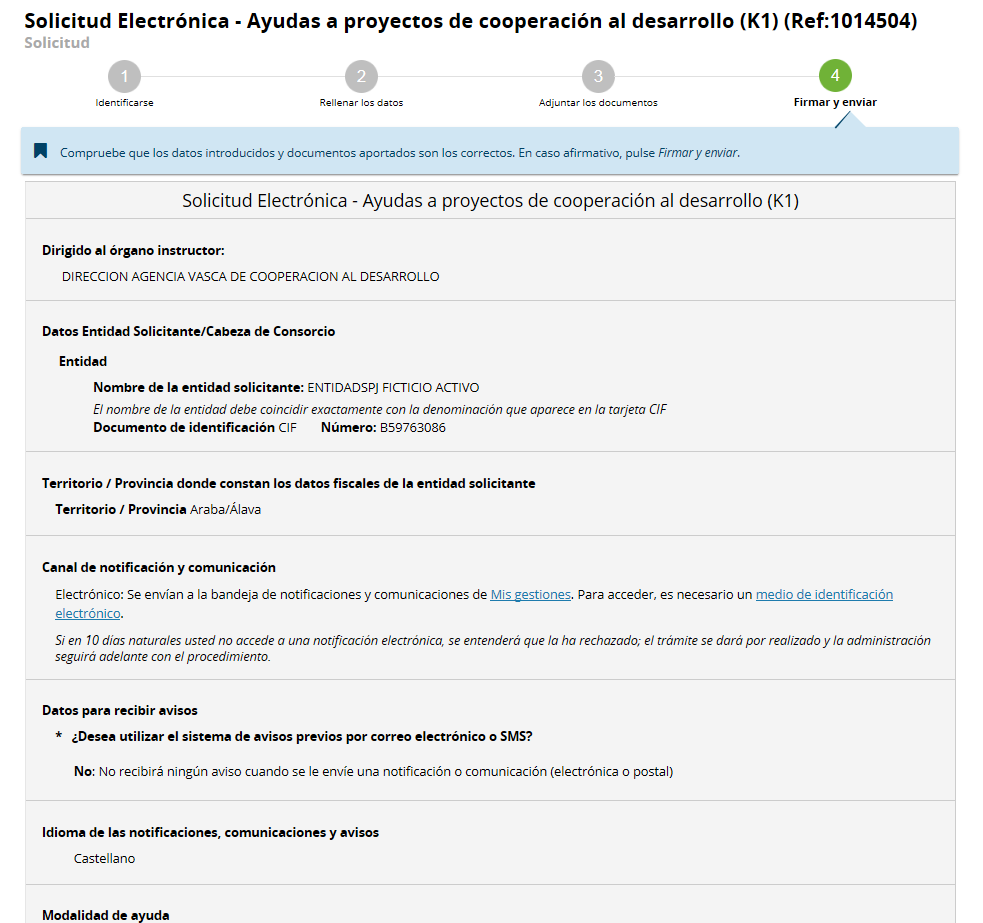 Solicitud Electrónica - Ayudas a proyectos de cooperación al desarrollo (K1) (Ref:1014504)
Solicitud
1
2
3
4
Identificarse
Rellenar los datos
Adjuntar los documentos
Firmar y enviar
Compruebe que los datos introducidos y documentos aportados son los correctos. En caso afirmativo, pulse Firmar y enviar.
Solicitud Electrónica - Ayudas a proyectos de cooperación al desarrollo (K1)
Dirigido al órgano instructor:
DIRECCION AGENCIA VASCA DE COOPERACION AL DESARROLLO
Datos Entidad Solicitante/Cabeza de Consorcio
Entidad
Nombre de la entidad solicitante: ENTIDADSPJ FICTICIO ACTIVO
El nombre de la entidad debe coincidir exactamente con la denominación que aparece en la tarjeta CIF
Documento de identificación CIF Número: B59763086
Territorio / Provincia donde constan los datos fiscales de la entidad solicitante
Territorio / Provincia Araba/Álava
Canal de notificación y comunicación
Electrónico: Se envían a la bandeja de notificaciones y comunicaciones de Mis gestiones. Para acceder, es necesario un medio de identificación
electrónico.
Si en 10 días naturales usted no accede a una notificación electrónica, se entenderá que la ha rechazado; el trámite se dará por realizado y la administración
seguirá adelante con el procedimiento.
Datos para recibir avisos
* ¿Desea utilizar el sistema de avisos previos por correo electrónico o SMS?
No: No recibirá ningún aviso cuando se le envíe una notificación o comunicación (electrónica o postal)
Idioma de las notificaciones, comunicaciones y avisos
Castellano
Modalidad de ayuda